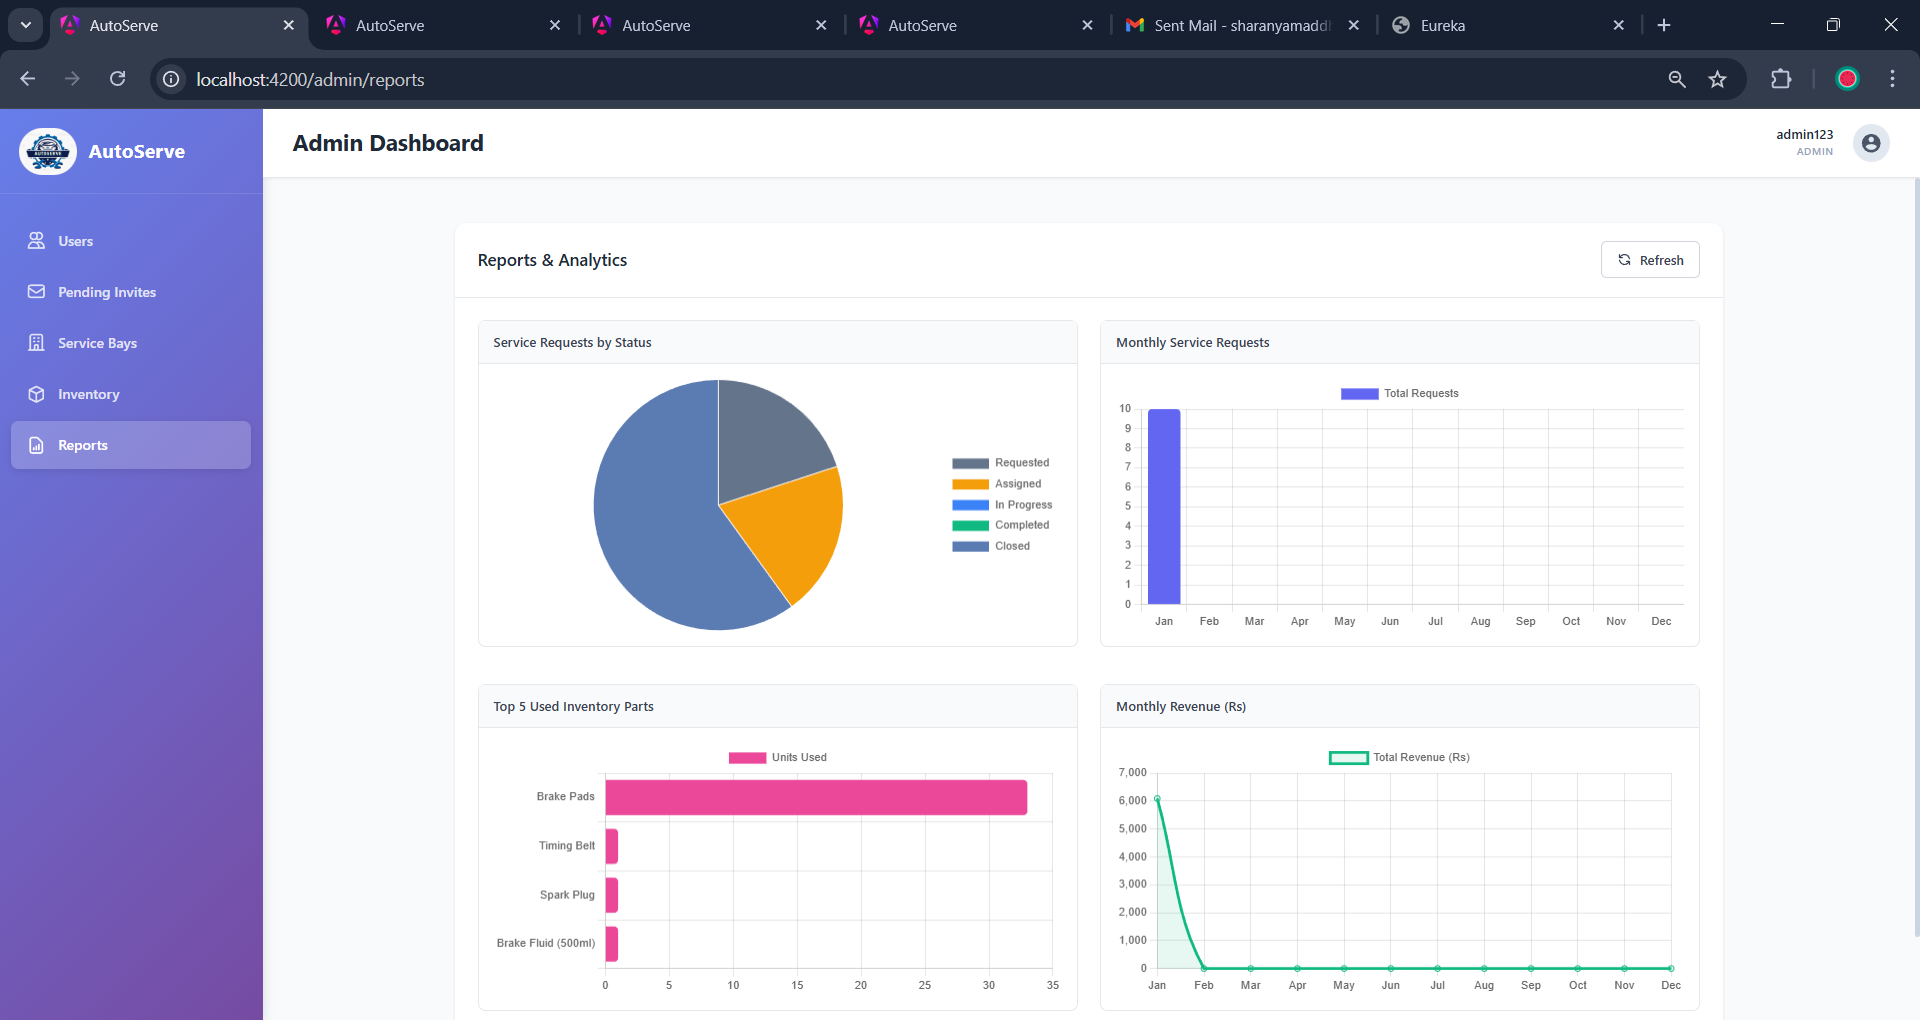 AutoServe
AutoServe
AutoServe
AutoServe
Sent Mail - sharanyamadd
Eureka
localhost:4200/admin/reports
AUTOSERVE
AutoServe
Users
Pending Invites
Service Bays
Inventory
Reports
Admin Dashboard
admin123
ADMIN
Reports & Analytics
Refresh
Service Requests by Status
Requested
Assigned
In Progress
Completed
Closed
Monthly Service Requests
Total Requests
10
9
8
7
6
5
4
3
2
1
0
Jan Feb Mar Apr May Jun Jul Aug Sep Oct Nov Dec
Top 5 Used Inventory Parts
Units Used
Brake Pads
Timing Belt
Spark Plug
Brake Fluid (500ml)
0 5 10 15 20 25 30 35
Monthly Revenue (Rs)
Total Revenue (Rs)
7,000
6,000
5,000
4,000
3,000
2,000
1,000
0
Jan Feb Mar Apr May Jun Jul Aug Sep Oct Nov Dec